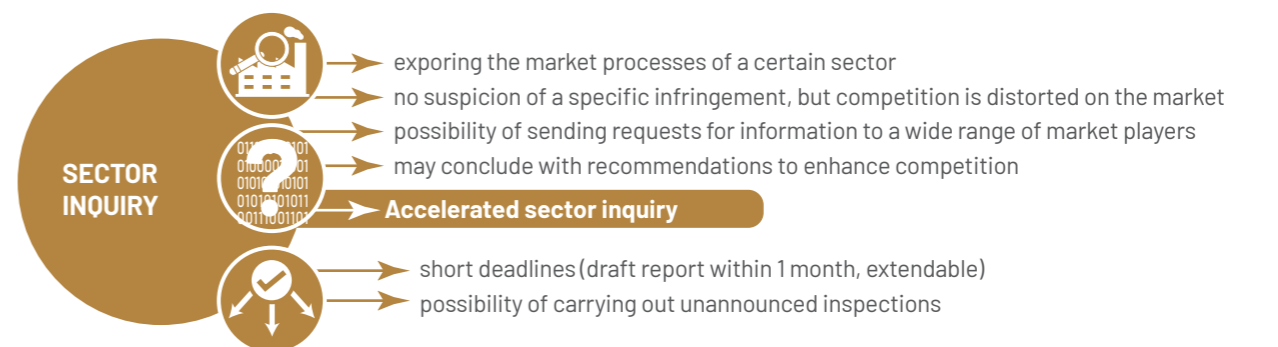 SECTOR
INQUIRY
exporing the market processes of a certain sector
no suspicion of a specific infringement, but competition is distorted on the market
possibility of sending requests for information to a wide range of market players
may conclude with recommendations to enhance competition
Accelerated sector inquiry
short deadlines (draft report within 1 month, extendable)
possibility of carrying out unannounced inspections
?